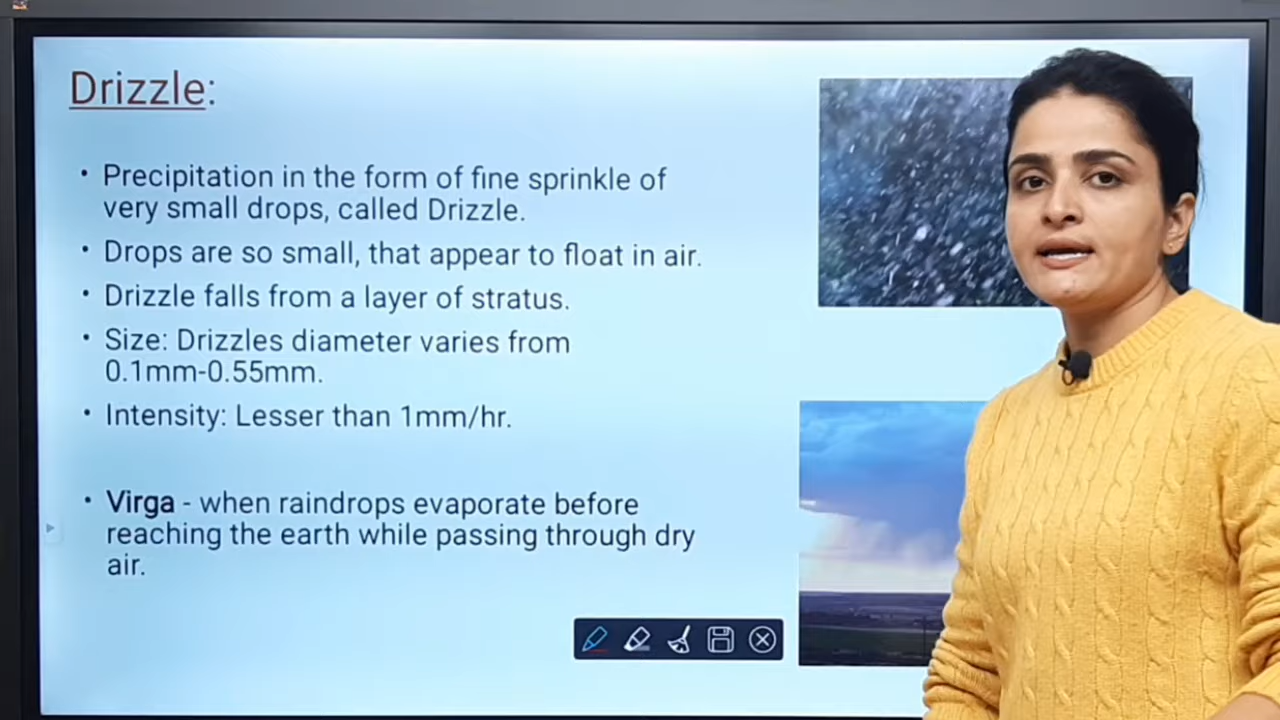 Drizzle:
• Precipitation in the form of fine sprinkle of
very small drops, called Drizzle.
• Drops are so small, that appear to float in air.
• Drizzle falls from a layer of stratus.
• Size: Drizzles diameter varies from
0.1mm-0.55mm.
• Intensity: Lesser than 1mm/hr.
• Virga - when raindrops evaporate before
reaching the earth while passing through dry
air.